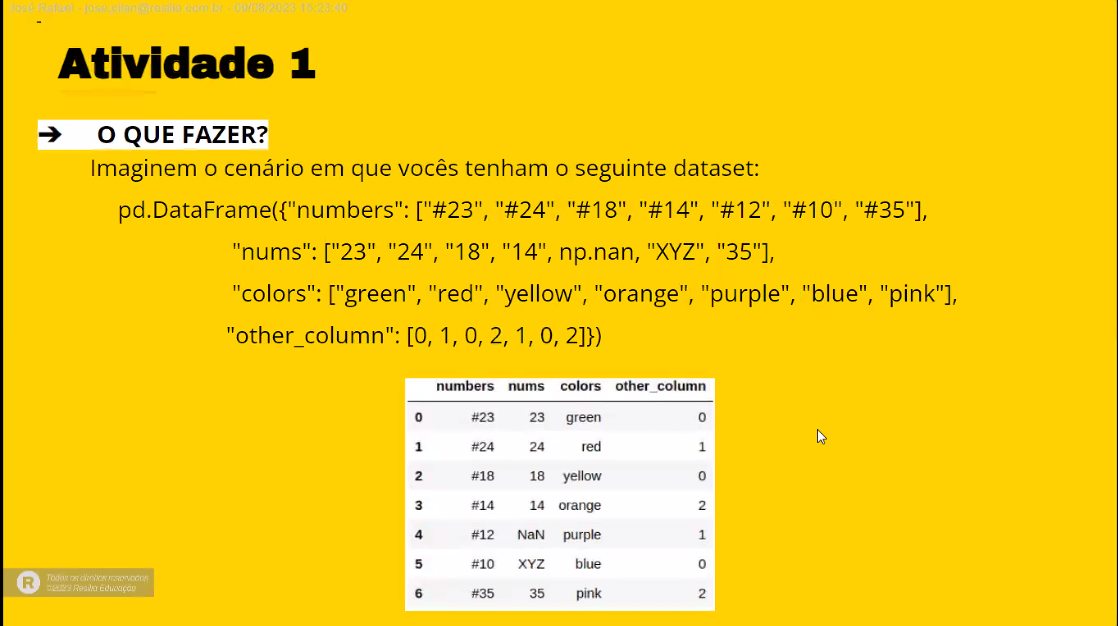 José Rafael - jose.pitan@resilia.com.br - 09/08/2023 18:23:40
-
Atividade 1
➔ O QUE FAZER?
Imaginem o cenário em que vocês tenham o seguinte dataset:
pd.DataFrame({"numbers": ["#23", "#24", "#18", "#14", "#12", "#10", "#35"],
"nums": ["23", "24", "18", "14", np.nan, "XYZ", "35"],
"colors": ["green", "red", "yellow", "orange", "purple", "blue", "pink"],
"other_column": [0, 1, 0, 2, 1, 0, 2]})
numbers nums colors other_column
0 #23 23 green 0
1 #24 24 red 1
2 #18 18 yellow 0
3 #14 14 orange 2
4 #12 NaN purple 1
5 #10 XYZ blue 0
6 #35 35 pink 2
R
Todos os direitos reservados
Resilia Educação